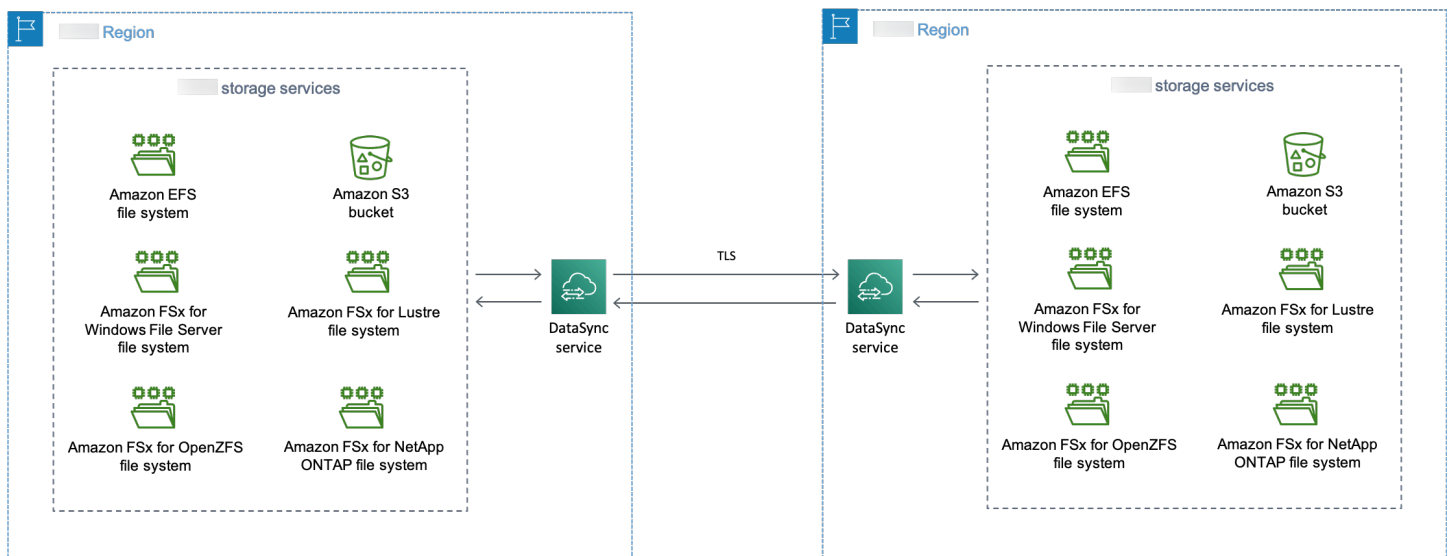 Region
storage services
Amazon EFS
file system
Amazon S3
bucket
Amazon FSx for
Windows File Server
file system
Amazon FSx for Lustre
file system
Amazon FSx for OpenZFS
file system
Amazon FSx for NetApp
ONTAP file system
DataSync
service
TLS
DataSync
service
Region
storage services
Amazon EFS
file system
Amazon S3
bucket
Amazon FSx for
Windows File Server
file system
Amazon FSx for Lustre
file system
Amazon FSx for OpenZFS
file system
Amazon FSx for NetApp
ONTAP file system